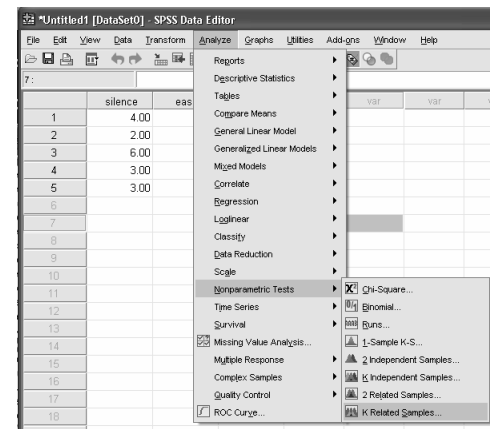 *Untitled1 [DataSet0] - SPSS Data Editor
File Edit View Data Transform Analyze Graphs Utilities Add-ons Window Help
7 :
silence eas var var
1 4.00
2 2.00
3 6.00
4 3.00
5 3.00
6
7
8
9
10
11
12
13
14
15
16
17
18
Reports
Descriptive Statistics
Tables
Compare Means
General Linear Model
Generalized Linear Models
Mixed Models
Correlate
Regression
Loglinear
Classify
Data Reduction
Scale
Nonparametric Tests
Time Series
Survival
Missing Value Analysis...
Multiple Response
Complex Samples
Quality Control
ROC Curve...
Chi-Square...
Binomial...
Runs...
1-Sample K-S...
2 Independent Samples...
K Independent Samples...
2 Related Samples...
K Related Samples...